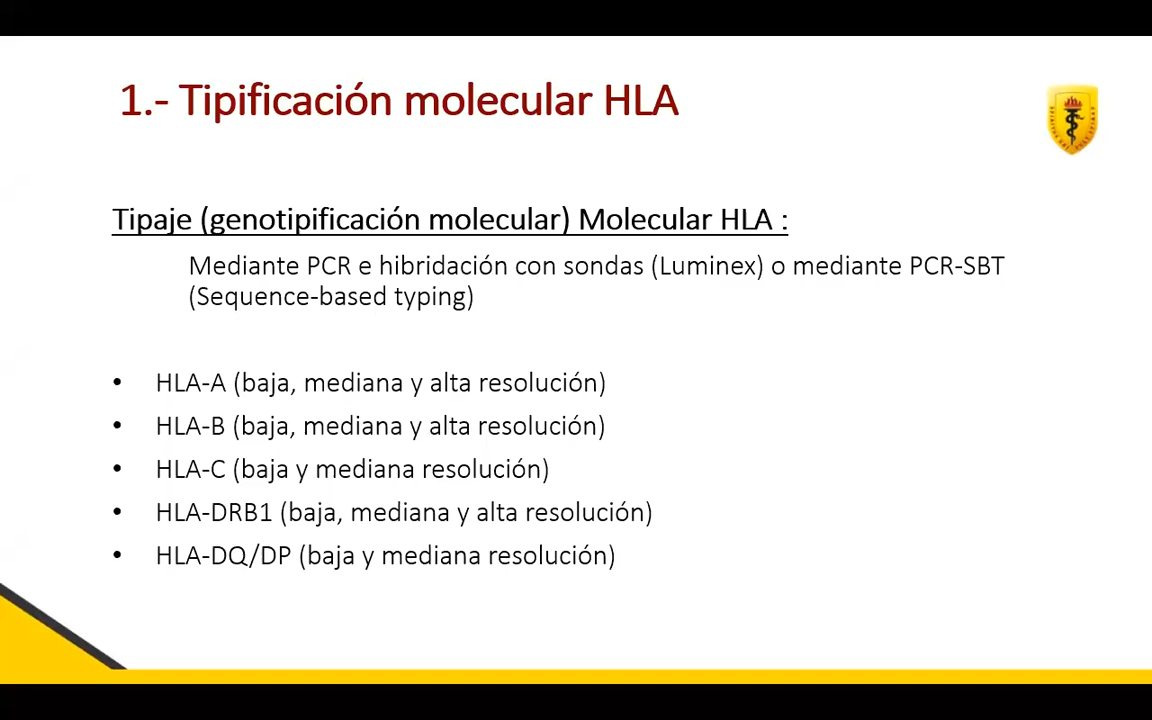 1.- Tipificación molecular HLA
Tipaje (genotipificación molecular) Molecular HLA :
Mediante PCR e hibridación con sondas (Luminex) o mediante PCR-SBT
(Sequence-based typing)
• HLA-A (baja, mediana y alta resolución)
• HLA-B (baja, mediana y alta resolución)
• HLA-C (baja y mediana resolución)
• HLA-DRB1 (baja, mediana y alta resolución)
• HLA-DQ/DP (baja y mediana resolución)